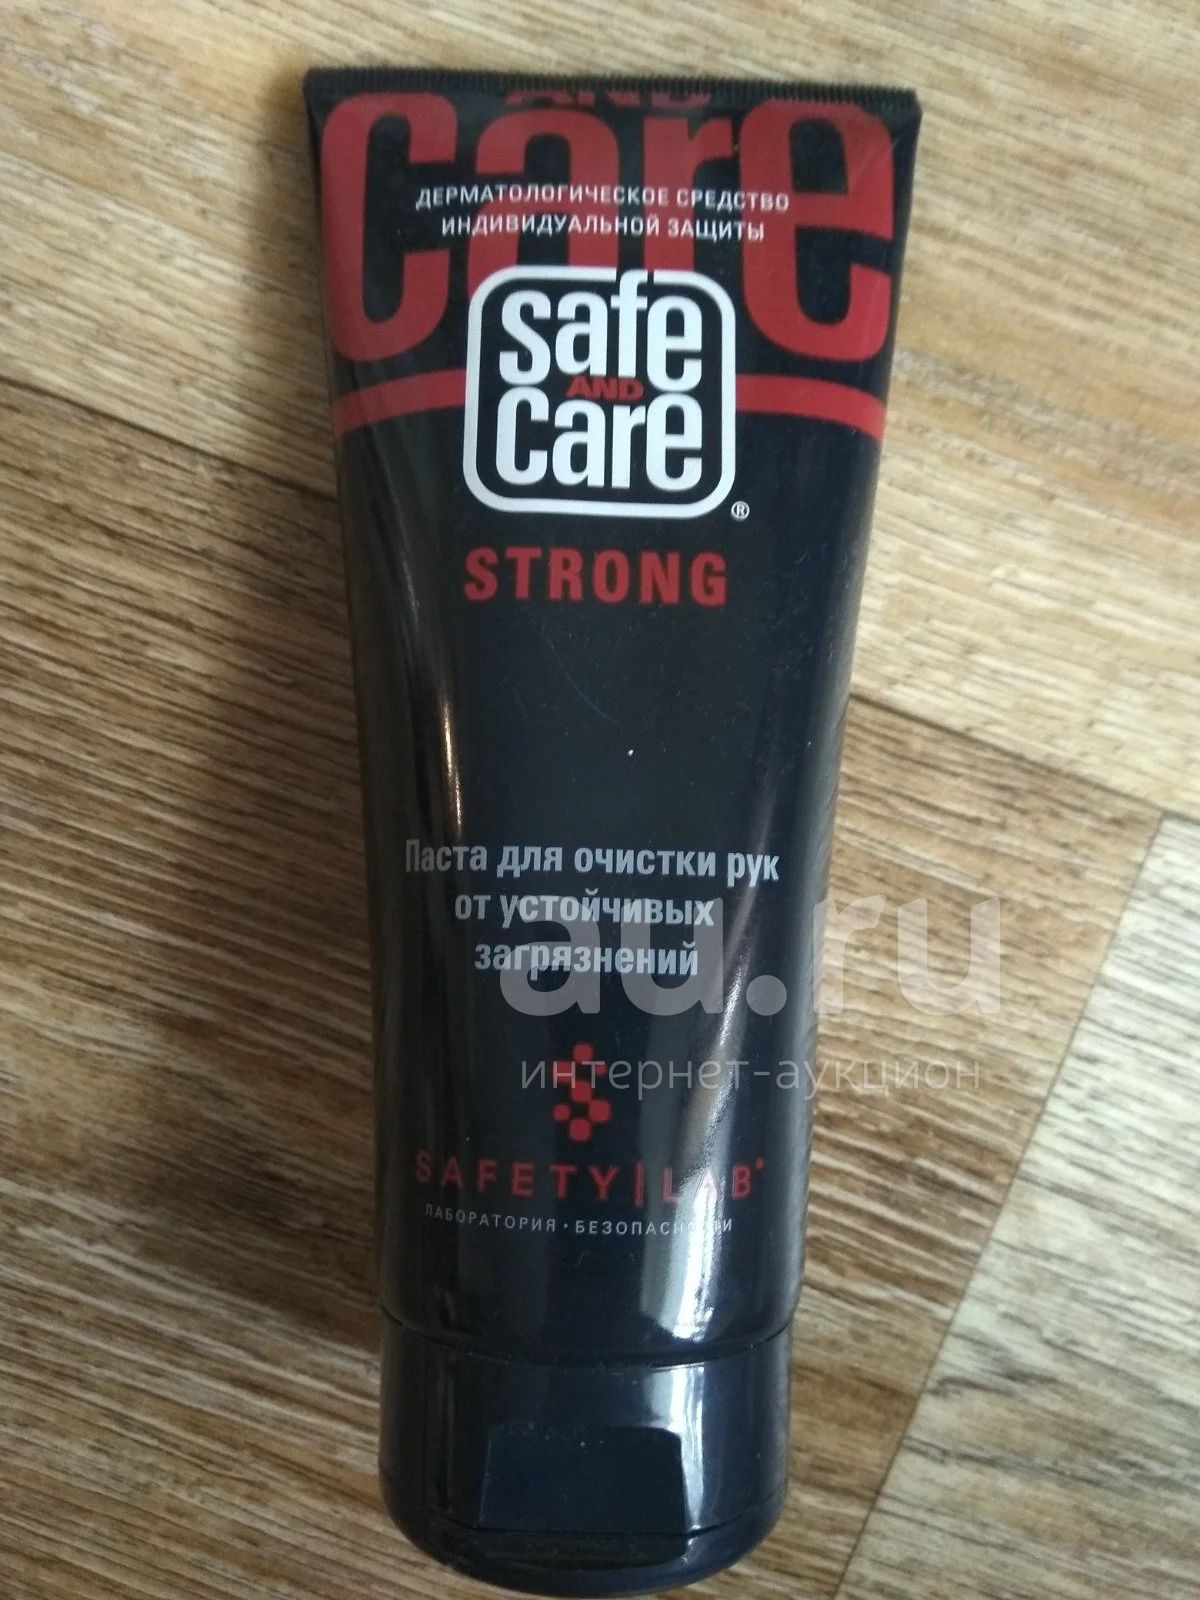 AND
care
ДЕРМАТОЛОГИЧЕСКОЕ СРЕДСТВО
ИНДИВИДУАЛЬНОЙ ЗАЩИТЫ
safe
AND
care
®
STRONG
Паста для очистки рук
от устойчивых
загрязнений
au.ru
интернет-аукцион
SAFETY|LAB
ЛАБОРАТОРИЯ • БЕЗОПАСНОСТИ